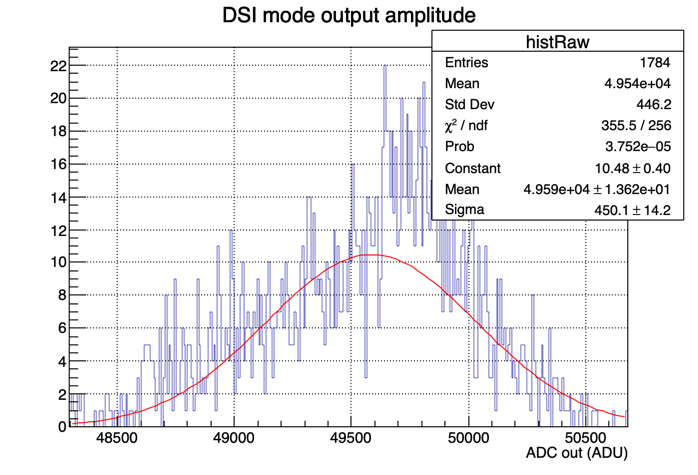 DSI mode output amplitude
histRaw
Entries 1784
Mean 4.954e+04
Std Dev 446.2
χ² / ndf 355.5 / 256
Prob 3.752e−05
Constant 10.48 ± 0.40
Mean 4.959e+04 ± 1.362e+01
Sigma 450.1 ± 14.2
22
20
18
16
14
12
10
8
6
4
2
0
48500 49000 49500 50000 50500
ADC out (ADU)